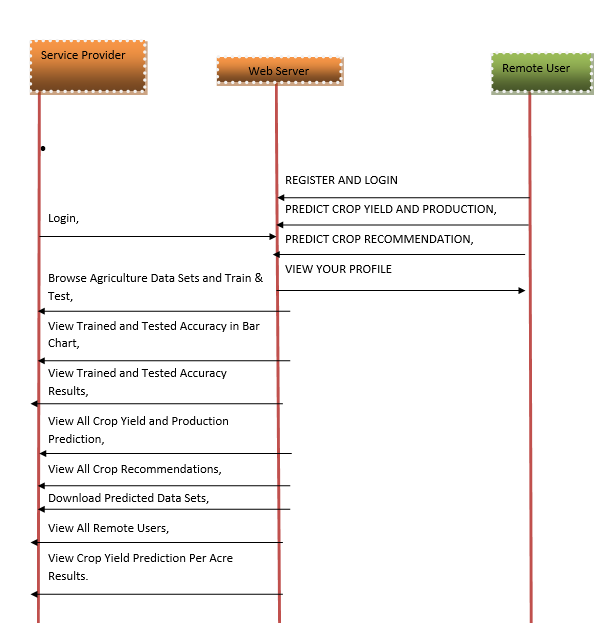 Service Provider
Web Server
Remote User
REGISTER AND LOGIN
PREDICT CROP YIELD AND PRODUCTION,
Login,
PREDICT CROP RECOMMENDATION,
VIEW YOUR PROFILE
Browse Agriculture Data Sets and Train &
Test,
View Trained and Tested Accuracy in Bar
Chart,
View Trained and Tested Accuracy
Results,
View All Crop Yield and Production
Prediction,
View All Crop Recommendations,
Download Predicted Data Sets,
View All Remote Users,
View Crop Yield Prediction Per Acre
Results.